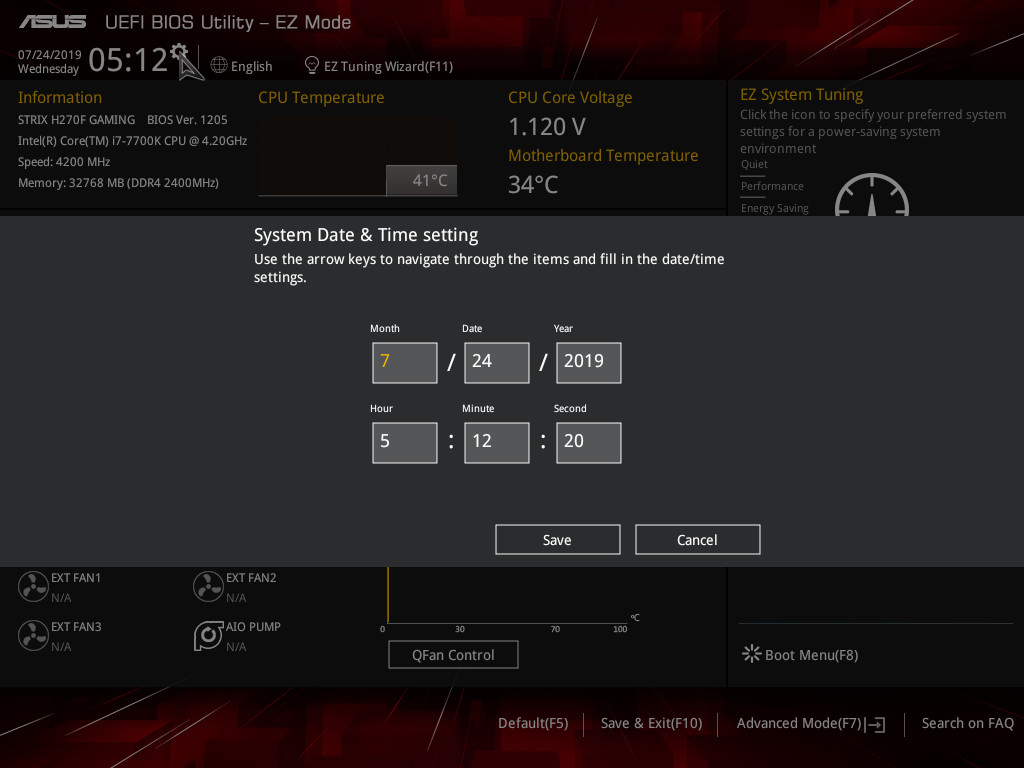 ASUS UEFI BIOS Utility – EZ Mode
07/24/2019
Wednesday
05:12
English
EZ Tuning Wizard(F11)
Information
STRIX H270F GAMING BIOS Ver. 1205
Intel(R) Core(TM) i7-7700K CPU @ 4.20GHz
Speed: 4200 MHz
Memory: 32768 MB (DDR4 2400MHz)
CPU Temperature
41°C
CPU Core Voltage
1.120 V
Motherboard Temperature
34°C
EZ System Tuning
Click the icon to specify your preferred system
settings for a power-saving system
environment
Quiet
Performance
Energy Saving
System Date & Time setting
Use the arrow keys to navigate through the items and fill in the date/time
settings.
Month Date Year
7 / 24 / 2019
Hour Minute Second
5 : 12 : 20
Save Cancel
EXT FAN1
N/A
EXT FAN2
N/A
EXT FAN3
N/A
AIO PUMP
N/A
°C
0 30 70 100
QFan Control
Boot Menu(F8)
Default(F5) Save & Exit(F10) Advanced Mode(F7) Search on FAQ